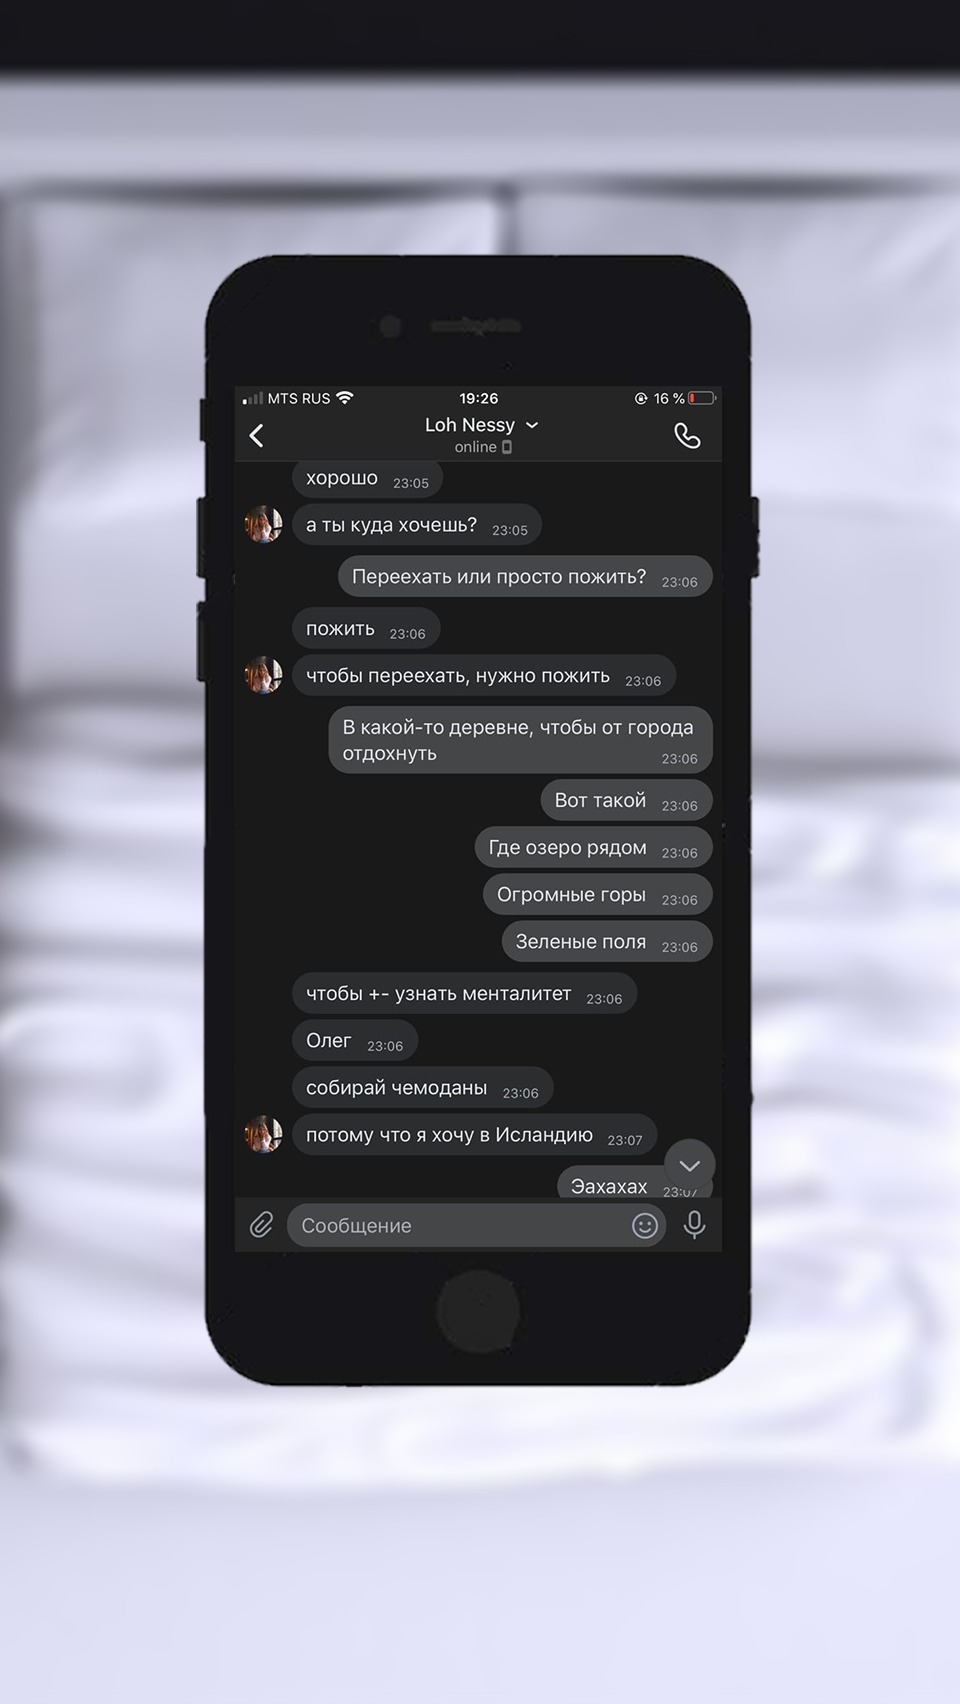 MTS RUS 19:26 16 %
Loh Nessy
online
хорошо 23:05
а ты куда хочешь? 23:05
Переехать или просто пожить? 23:06
пожить 23:06
чтобы переехать, нужно пожить 23:06
В какой-то деревне, чтобы от города
отдохнуть 23:06
Вот такой 23:06
Где озеро рядом 23:06
Огромные горы 23:06
Зеленые поля 23:06
чтобы +- узнать менталитет 23:06
Олег 23:06
собирай чемоданы 23:06
потому что я хочу в Исландию 23:07
Эахахах 23:07
Сообщение